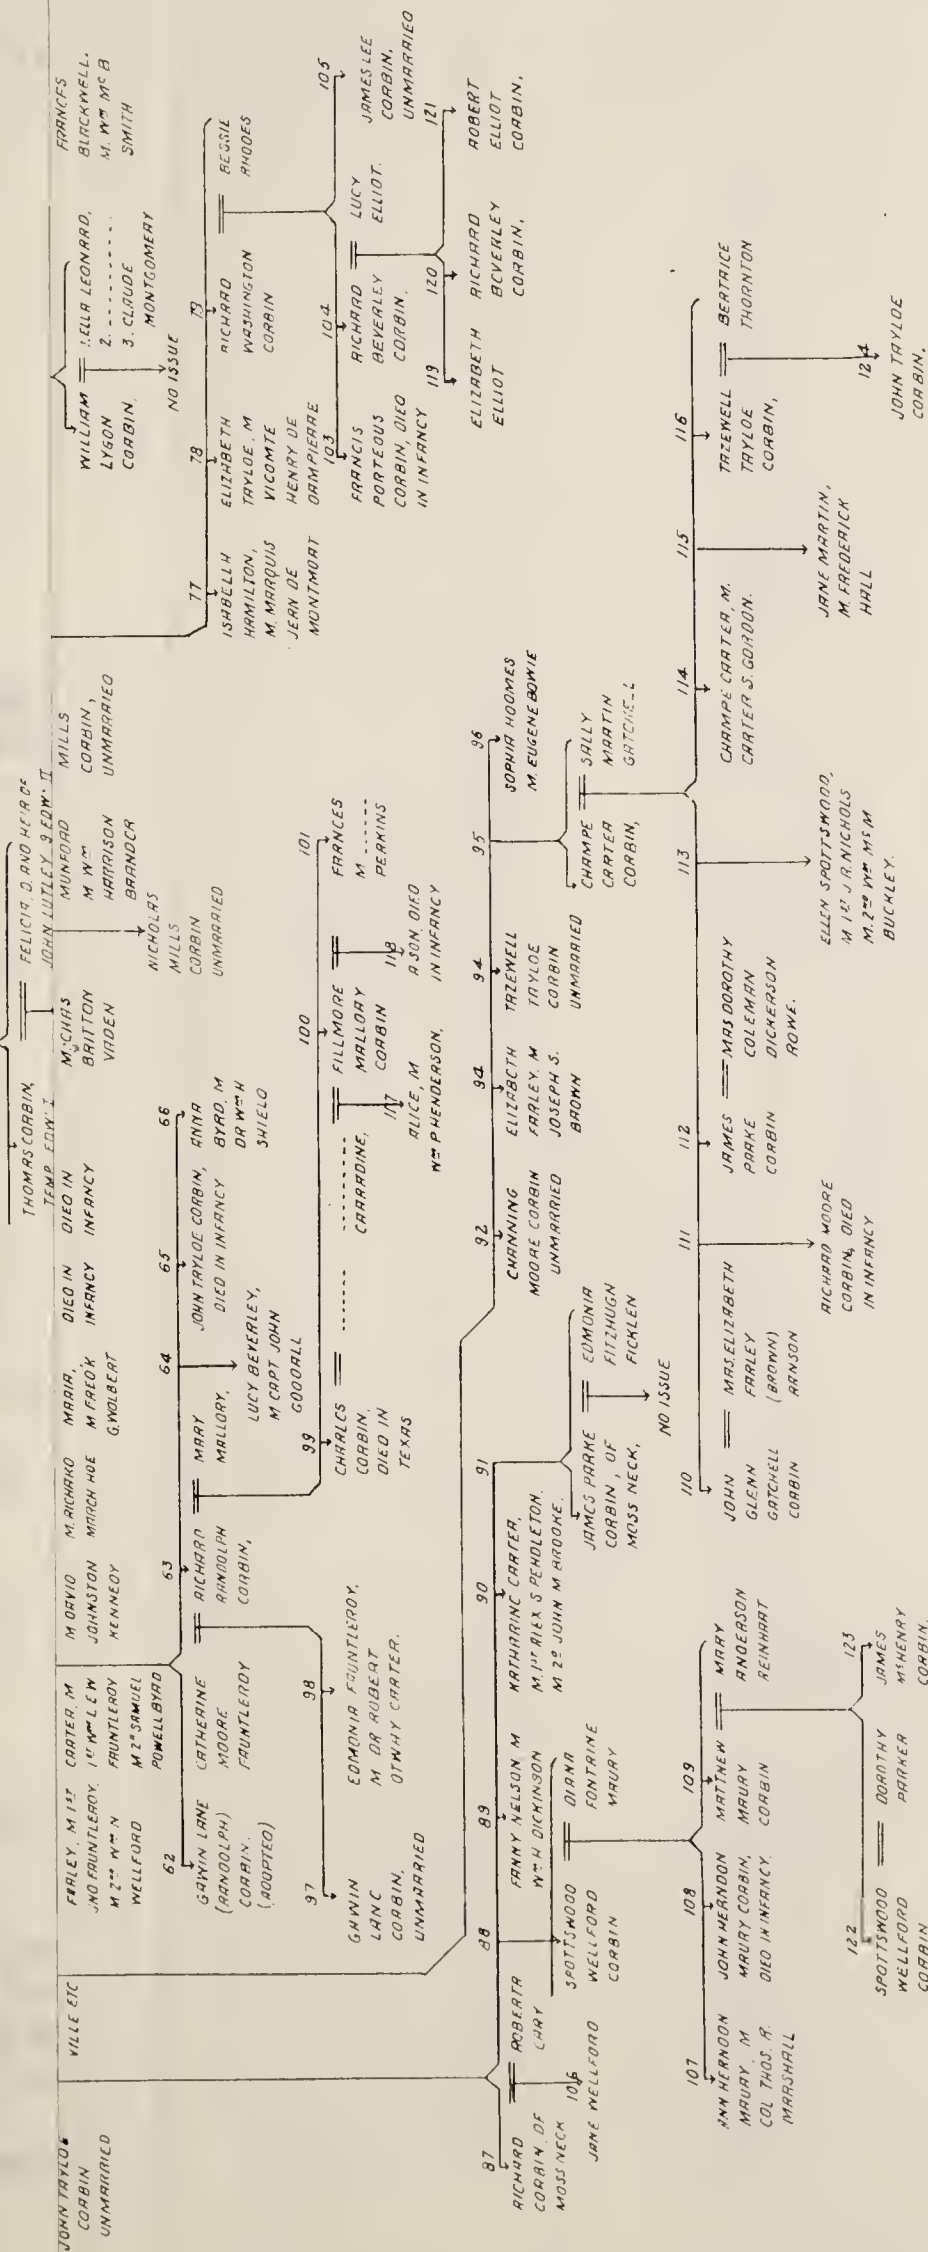 JOHN TAYLOE
CORBIN
UNMARRIED
VILLE ETC
FARLEY. M 1ST
JNO FAUNTLEROY.
M 2ND WM N
WELLFORD
CARTER. M
1ST WM L E W
FAUNTLEROY
M 2D SAMUEL
POWELL BYRD
M DAVID
JOHNSTON
KENNEDY
M. RICHARD
MARCH HOE
MARIA,
M FRED'K
G. WOLBERT
DIED IN
INFANCY
DIED IN
INFANCY
THOMAS CORBIN,
TEMP. EDW. I
FELICIA, D. AND HEIR OF
JOHN LUTLEY 9 EDW. II
M. CHAS
BRITTON
VADEN
MUNFORD
M WM
HARRISON
BRANDER
MILLS
CORBIN,
UNMARRIED
NICHOLAS
MILLS
CORBIN
UNMARRIED
WILLIAM
LYGON
CORBIN.
1. ELLA LEONARD,
2. ----------
3. CLAUDE
MONTGOMERY
NO ISSUE
FRANCES
BLACKWELL.
M. WM MC B
SMITH
62
GAWIN LANE
(RANDOLPH)
CORBIN.
(ADOPTED)
CATHERINE
MOORE
FAUNTLEROY
63
RICHARD
RANDOLPH
CORBIN,
MARY
MALLORY,
64
LUCY BEVERLEY,
M CAPT JOHN
GOODALL
65
JOHN TAYLOE CORBIN,
DIED IN INFANCY
66
ANNA
BYRD, M
DR WM H
SHIELD
77
ISABELLA
HAMILTON,
M. MARQUIS
JEAN DE
MONTMORT
78
ELIZABETH
TAYLOE. M
VICOMTE
HENRY DE
DAMPIERRE
79
RICHARD
WASHINGTON
CORBIN
BESSIE
RHODES
97
GAWIN
LANE
CORBIN,
UNMARRIED
98
EDMONIA FAUNTLEROY,
M DR ROBERT
OTWAY CARTER.
99
CHARLES
CORBIN,
DIED IN
TEXAS
--------
--------
CARRADINE,
100
FILLMORE
MALLORY
CORBIN
101
FRANCES
M ------
PERKINS
117
ALICE, M
WM P HENDERSON,
118
A SON, DIED
IN INFANCY
103
FRANCIS
PORTEOUS
CORBIN, DIED
IN INFANCY
104
RICHARD
BEVERLEY
CORBIN.
LUCY
ELLIOT.
105
JAMES LEE
CORBIN,
UNMARRIED
119
ELIZABETH
ELLIOT
120
RICHARD
BEVERLEY
CORBIN,
121
ROBERT
ELLIOT
CORBIN,
87
RICHARD
CORBIN, OF
MOSS NECK
ROBERTA
CARY
106
JANE WELLFORD
88
SPOTTSWOOD
WELLFORD
CORBIN
DIANA
FONTAINE
MAURY
89
FANNY NELSON. M
WM H DICKINSON
90
KATHARINE CARTER,
M. 1ST ALEX S PENDLETON.
M 2D JOHN M BROOKE.
91
JAMES PARKE
CORBIN, OF
MOSS NECK,
EDMONIA
FITZHUGH
FICKLEN
NO ISSUE
92
CHANNING
MOORE CORBIN
UNMARRIED
94
ELIZABETH
FARLEY. M
JOSEPH S.
BROWN
94
TAZEWELL
TAYLOE
CORBIN
UNMARRIED
95
CHAMPE
CARTER
CORBIN,
SALLY
MARTIN
GATCHELL
96
SOPHIA HOOMES
M. EUGENE BOWIE
107
ANN HERNDON
MAURY. M
COL THOS. R.
MARSHALL
108
JOHN HERNDON
MAURY CORBIN,
DIED IN INFANCY.
109
MATTHEW
MAURY
CORBIN
MARY
ANDERSON
REINHART
110
JOHN
GLENN
GATCHELL
CORBIN
MRS. ELIZABETH
FARLEY
(BROWN)
RANSON
111
RICHARD MOORE
CORBIN, DIED
IN INFANCY
112
JAMES
PARKE
CORBIN
MRS DOROTHY
COLEMAN
DICKERSON
ROWE.
113
ELLEN SPOTTSWOOD,
M 1ST J R. NICHOLS
M. 2ND WM MS M
BUCKLEY.
114
CHAMPE CARTER, M.
CARTER S. GORDON.
115
JANE MARTIN,
M. FREDERICK
HALL
116
TAZEWELL
TAYLOE
CORBIN,
BERTRICE
THORNTON
122
SPOTTSWOOD
WELLFORD
CORBIN
DOROTHY
PARKER
123
JAMES
MSHENRY
CORBIN,
124
JOHN TAYLOE
CORBIN,